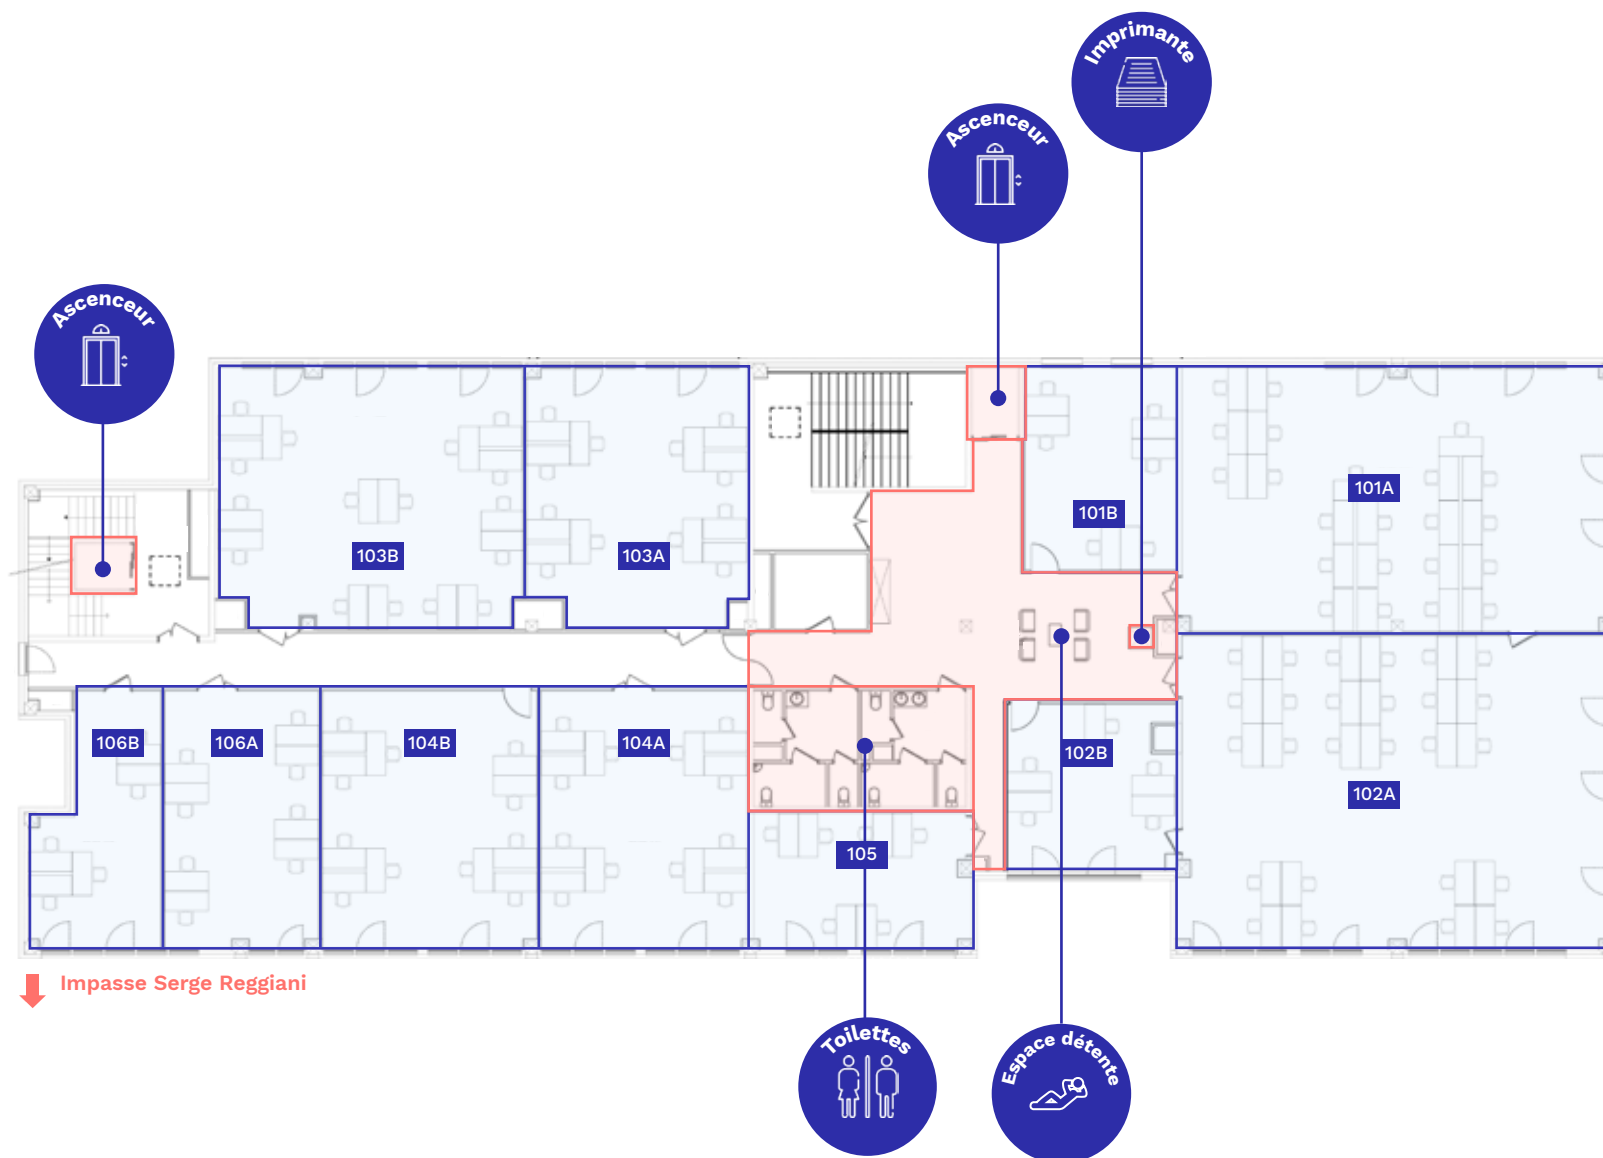 Imprimante
Ascenceur
Ascenceur
101A
101B
103B
103A
106B
106A
104B
104A
102B
102A
105
Impasse Serge Reggiani
Toilettes
Espace détente